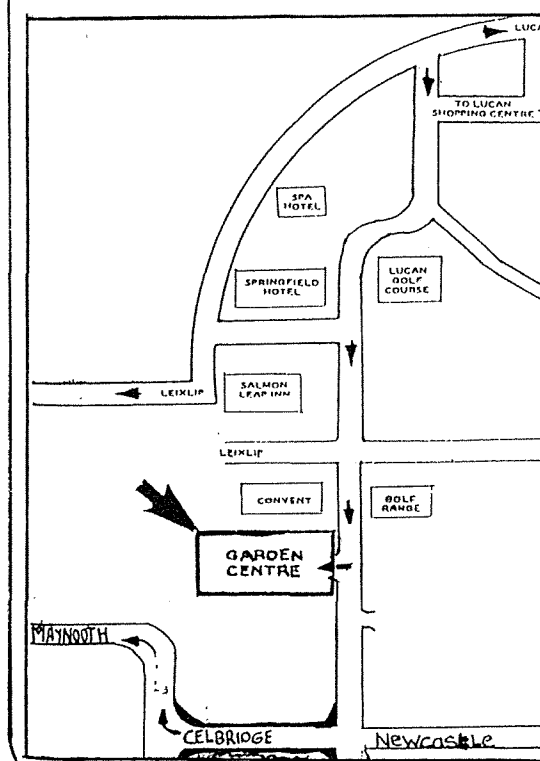 LUCA
TO LUCAN
SHOPPING CENTRE
SPA
HOTEL
SPRINGFIELD
HOTEL
LUCAN
GOLF
COURSE
LEIXLIP
SALMON
LEAP INN
LEIXLIP
CONVENT
GOLF
RANGE
GARDEN
CENTRE
MAYNOOTH
CELBRIDGE
Newcastle